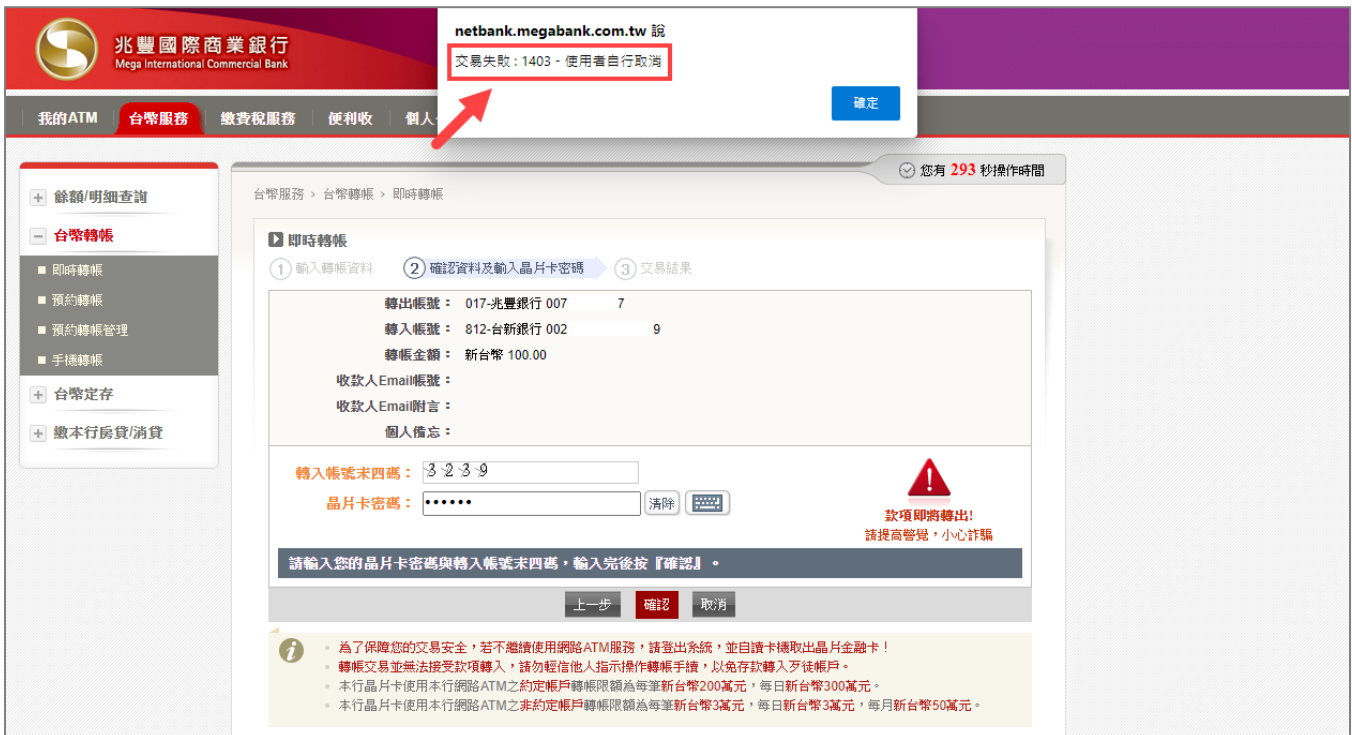 兆豐國際商業銀行
Mega International Commercial Bank
netbank.megabank.com.tw 說
交易失敗 : 1403 - 使用者自行取消
確定
我的ATM
台幣服務
繳費稅服務
便利收
個人
您有 293 秒操作時間
餘額/明細查詢
台幣轉帳
即時轉帳
預約轉帳
預約轉帳管理
手機轉帳
台幣定存
繳本行房貸/消貸
台幣服務 > 台幣轉帳 > 即時轉帳
即時轉帳
1 輸入轉帳資料
2 確認資料及輸入晶片卡密碼
3 交易結果
轉出帳號： 017-兆豐銀行 007 7
轉入帳號： 812-台新銀行 002 9
轉帳金額： 新台幣 100.00
收款人Email帳號：
收款人Email附言：
個人備忘：
轉入帳號末四碼： 3239
晶片卡密碼： ••••••
清除
款項即將轉出!
請提高警覺，小心詐騙
請輸入您的晶片卡密碼與轉入帳號末四碼，輸入完後按『確認』。
上一步
確認
取消
為了保障您的交易安全，若不繼續使用網路ATM服務，請登出系統，並自讀卡機取出晶片金融卡！
轉帳交易並無法接受款項轉入，請勿輕信他人指示操作轉帳手續，以免存款轉入歹徒帳戶。
本行晶片卡使用本行網路ATM之約定帳戶轉帳限額為每筆新台幣200萬元，每日新台幣300萬元。
本行晶片卡使用本行網路ATM之非約定帳戶轉帳限額為每筆新台幣3萬元，每日新台幣3萬元，每月新台幣50萬元。